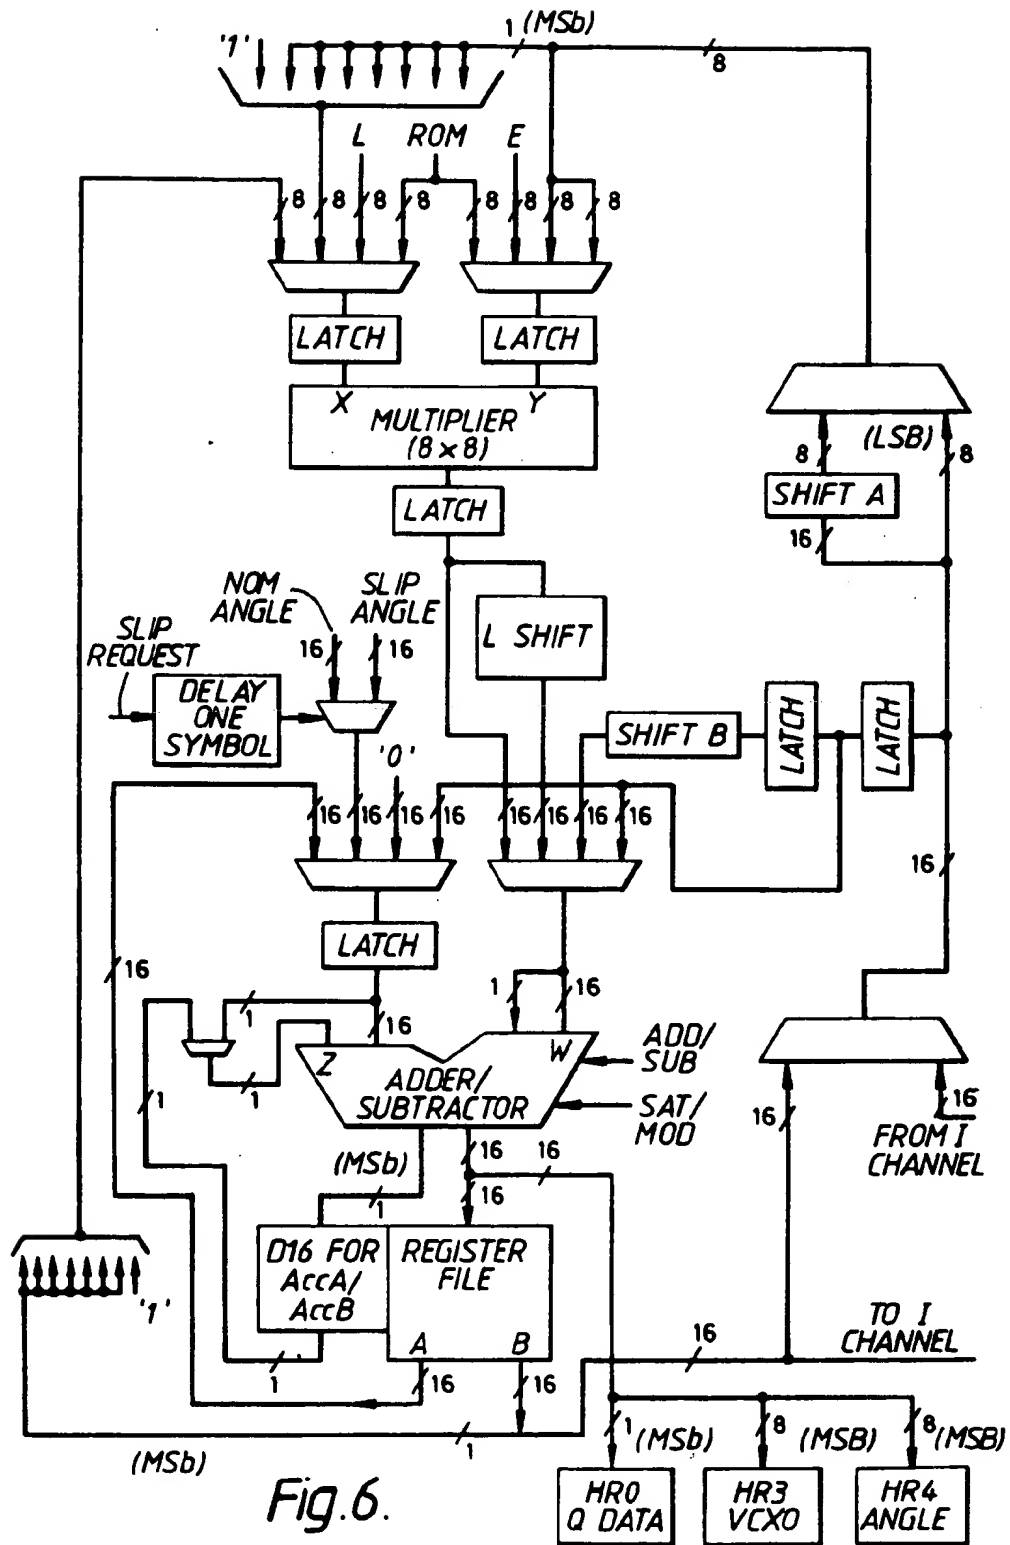 1 (MSb)
'1'
8
L ROM E
8 8 8 8 8 8 8 8
LATCH LATCH
X Y
MULTIPLIER
(8 x 8)
(LSB)
8 8
SHIFT A
LATCH
16
NOM
ANGLE
SLIP
ANGLE
L SHIFT
SLIP
REQUEST
16 16
DELAY
ONE
SYMBOL
SHIFT B
LATCH
LATCH
'0'
16 16 16 16 16 16 16 16
16
LATCH
16
1 16 1 16
Z W
ADD/
SUB
ADDER/
SUBTRACTOR
1 1
SAT/
MOD
16 16
FROM I
CHANNEL
(MSb)
16 16
1 16
D16 FOR
AccA/
AccB
REGISTER
FILE
'1'
TO I
CHANNEL
A B
16
1 16 16
1 (MSb) 8 (MSB) 8 (MSB)
1
(MSb)
HR0
Q DATA
HR3
VCXO
HR4
ANGLE
Fig.6.